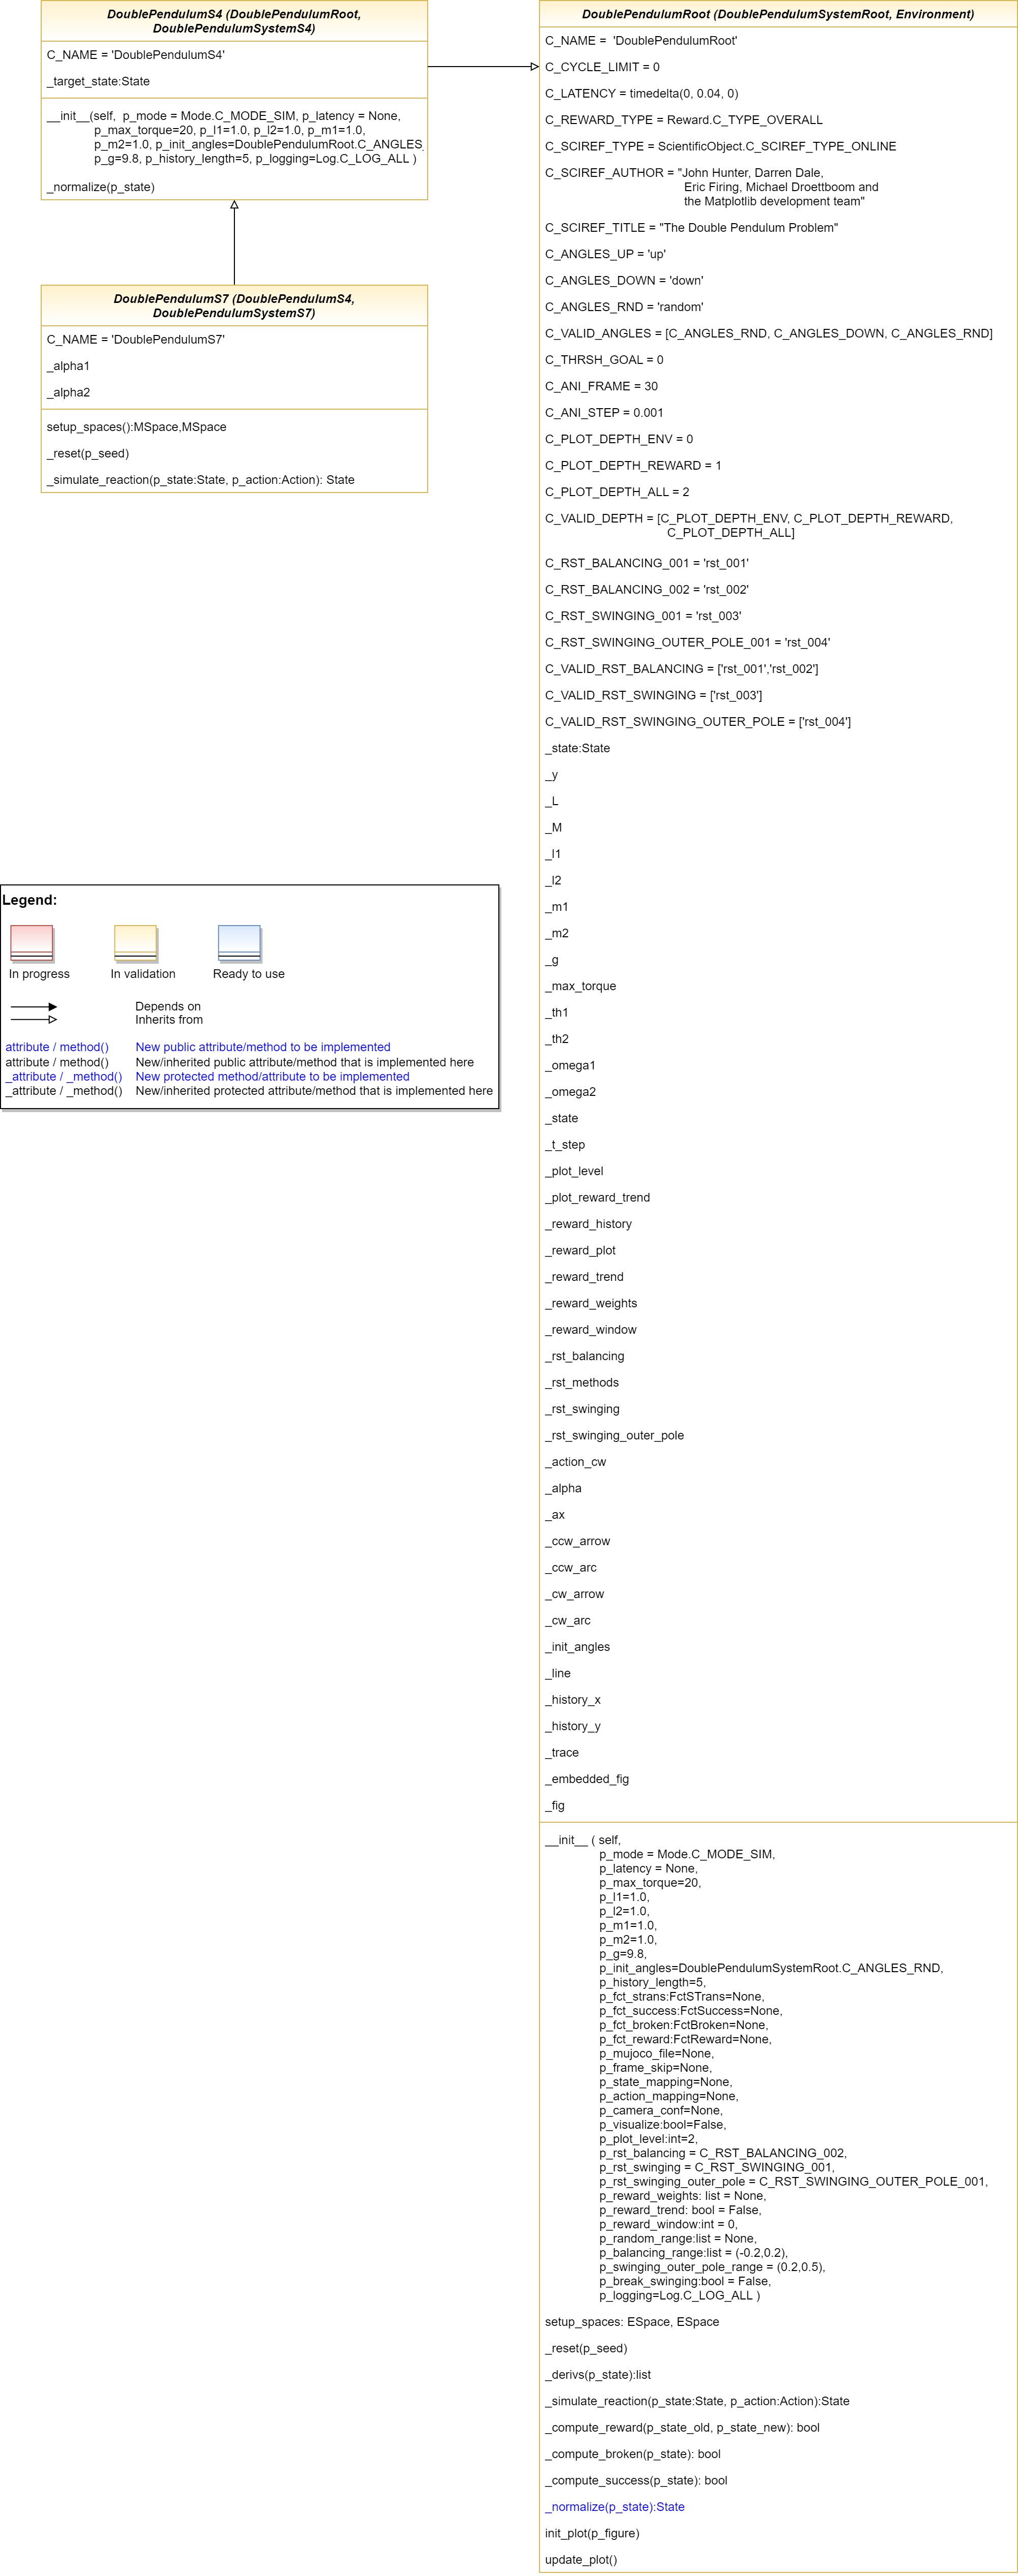 DoublePendulumS4 (DoublePendulumRoot,
DoublePendulumSystemS4)
C_NAME = 'DoublePendulumS4'
_target_state:State
__init__(self,  p_mode = Mode.C_MODE_SIM, p_latency = None,
p_max_torque=20, p_l1=1.0, p_l2=1.0, p_m1=1.0,
p_m2=1.0, p_init_angles=DoublePendulumRoot.C_ANGLES_
p_g=9.8, p_history_length=5, p_logging=Log.C_LOG_ALL )
_normalize(p_state)
DoublePendulumS7 (DoublePendulumS4,
DoublePendulumSystemS7)
C_NAME = 'DoublePendulumS7'
_alpha1
_alpha2
setup_spaces():MSpace,MSpace
_reset(p_seed)
_simulate_reaction(p_state:State, p_action:Action): State
Legend:
In progress
In validation
Ready to use
Depends on
Inherits from
attribute / method() New public attribute/method to be implemented
attribute / method() New/inherited public attribute/method that is implemented here
_attribute / _method() New protected method/attribute to be implemented
_attribute / _method() New/inherited protected attribute/method that is implemented here
DoublePendulumRoot (DoublePendulumSystemRoot, Environment)
C_NAME =  'DoublePendulumRoot'
C_CYCLE_LIMIT = 0
C_LATENCY = timedelta(0, 0.04, 0)
C_REWARD_TYPE = Reward.C_TYPE_OVERALL
C_SCIREF_TYPE = ScientificObject.C_SCIREF_TYPE_ONLINE
C_SCIREF_AUTHOR = "John Hunter, Darren Dale,
Eric Firing, Michael Droettboom and
the Matplotlib development team"
C_SCIREF_TITLE = "The Double Pendulum Problem"
C_ANGLES_UP = 'up'
C_ANGLES_DOWN = 'down'
C_ANGLES_RND = 'random'
C_VALID_ANGLES = [C_ANGLES_RND, C_ANGLES_DOWN, C_ANGLES_RND]
C_THRSH_GOAL = 0
C_ANI_FRAME = 30
C_ANI_STEP = 0.001
C_PLOT_DEPTH_ENV = 0
C_PLOT_DEPTH_REWARD = 1
C_PLOT_DEPTH_ALL = 2
C_VALID_DEPTH = [C_PLOT_DEPTH_ENV, C_PLOT_DEPTH_REWARD,
C_PLOT_DEPTH_ALL]
C_RST_BALANCING_001 = 'rst_001'
C_RST_BALANCING_002 = 'rst_002'
C_RST_SWINGING_001 = 'rst_003'
C_RST_SWINGING_OUTER_POLE_001 = 'rst_004'
C_VALID_RST_BALANCING = ['rst_001','rst_002']
C_VALID_RST_SWINGING = ['rst_003']
C_VALID_RST_SWINGING_OUTER_POLE = ['rst_004']
_state:State
_y
_L
_M
_l1
_l2
_m1
_m2
_g
_max_torque
_th1
_th2
_omega1
_omega2
_state
_t_step
_plot_level
_plot_reward_trend
_reward_history
_reward_plot
_reward_trend
_reward_weights
_reward_window
_rst_balancing
_rst_methods
_rst_swinging
_rst_swinging_outer_pole
_action_cw
_alpha
_ax
_ccw_arrow
_ccw_arc
_cw_arrow
_cw_arc
_init_angles
_line
_history_x
_history_y
_trace
_embedded_fig
_fig
__init__ ( self,
p_mode = Mode.C_MODE_SIM,
p_latency = None,
p_max_torque=20,
p_l1=1.0,
p_l2=1.0,
p_m1=1.0,
p_m2=1.0,
p_g=9.8,
p_init_angles=DoublePendulumSystemRoot.C_ANGLES_RND,
p_history_length=5,
p_fct_strans:FctSTrans=None,
p_fct_success:FctSuccess=None,
p_fct_broken:FctBroken=None,
p_fct_reward:FctReward=None,
p_mujoco_file=None,
p_frame_skip=None,
p_state_mapping=None,
p_action_mapping=None,
p_camera_conf=None,
p_visualize:bool=False,
p_plot_level:int=2,
p_rst_balancing = C_RST_BALANCING_002,
p_rst_swinging = C_RST_SWINGING_001,
p_rst_swinging_outer_pole = C_RST_SWINGING_OUTER_POLE_001,
p_reward_weights: list = None,
p_reward_trend: bool = False,
p_reward_window:int = 0,
p_random_range:list = None,
p_balancing_range:list = (-0.2,0.2),
p_swinging_outer_pole_range = (0.2,0.5),
p_break_swinging:bool = False,
p_logging=Log.C_LOG_ALL )
setup_spaces: ESpace, ESpace
_reset(p_seed)
_derivs(p_state):list
_simulate_reaction(p_state:State, p_action:Action):State
_compute_reward(p_state_old, p_state_new): bool
_compute_broken(p_state): bool
_compute_success(p_state): bool
_normalize(p_state):State
init_plot(p_figure)
update_plot()